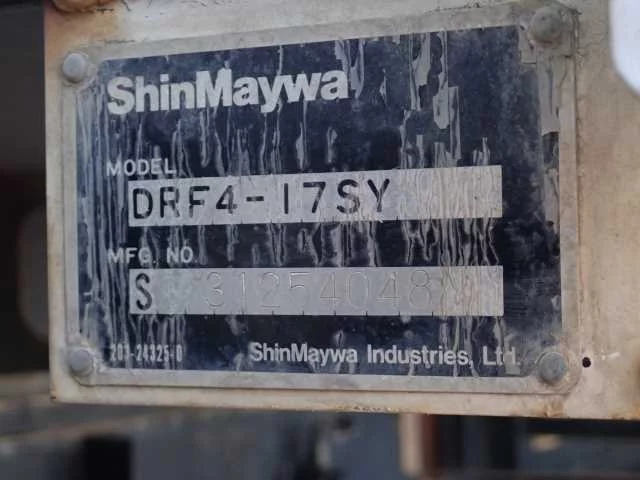 ShinMaywa
MODEL
DRF4-17SY
MFG. NO.
S 31254048
203-24325-0
ShinMaywa Industries, Ltd.